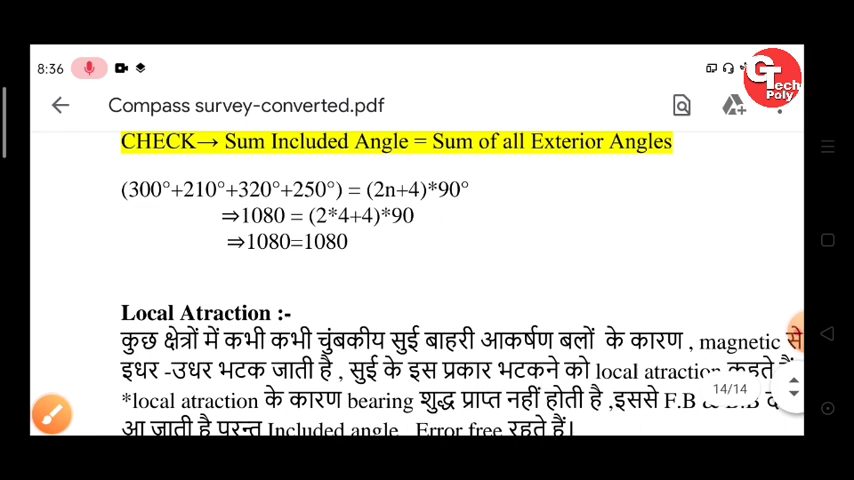 8:36
GTech Poly
Compass survey-converted.pdf
CHECK→ Sum Included Angle = Sum of all Exterior Angles
(300°+210°+320°+250°) = (2n+4)*90°
⇒1080 = (2*4+4)*90
⇒1080=1080
Local Atraction :-
कुछ क्षेत्रों में कभी कभी चुंबकीय सुई बाहरी आकर्षण बलों के कारण , magnetic से
इधर -उधर भटक जाती है , सुई के इस प्रकार भटकने को local atraction कहते हैं
14/14
*local atraction के कारण bearing शुद्ध प्राप्त नहीं होती है ,इससे F.B & B.B
आ जाती है परन्तु Included angle Error free रहते हैं।